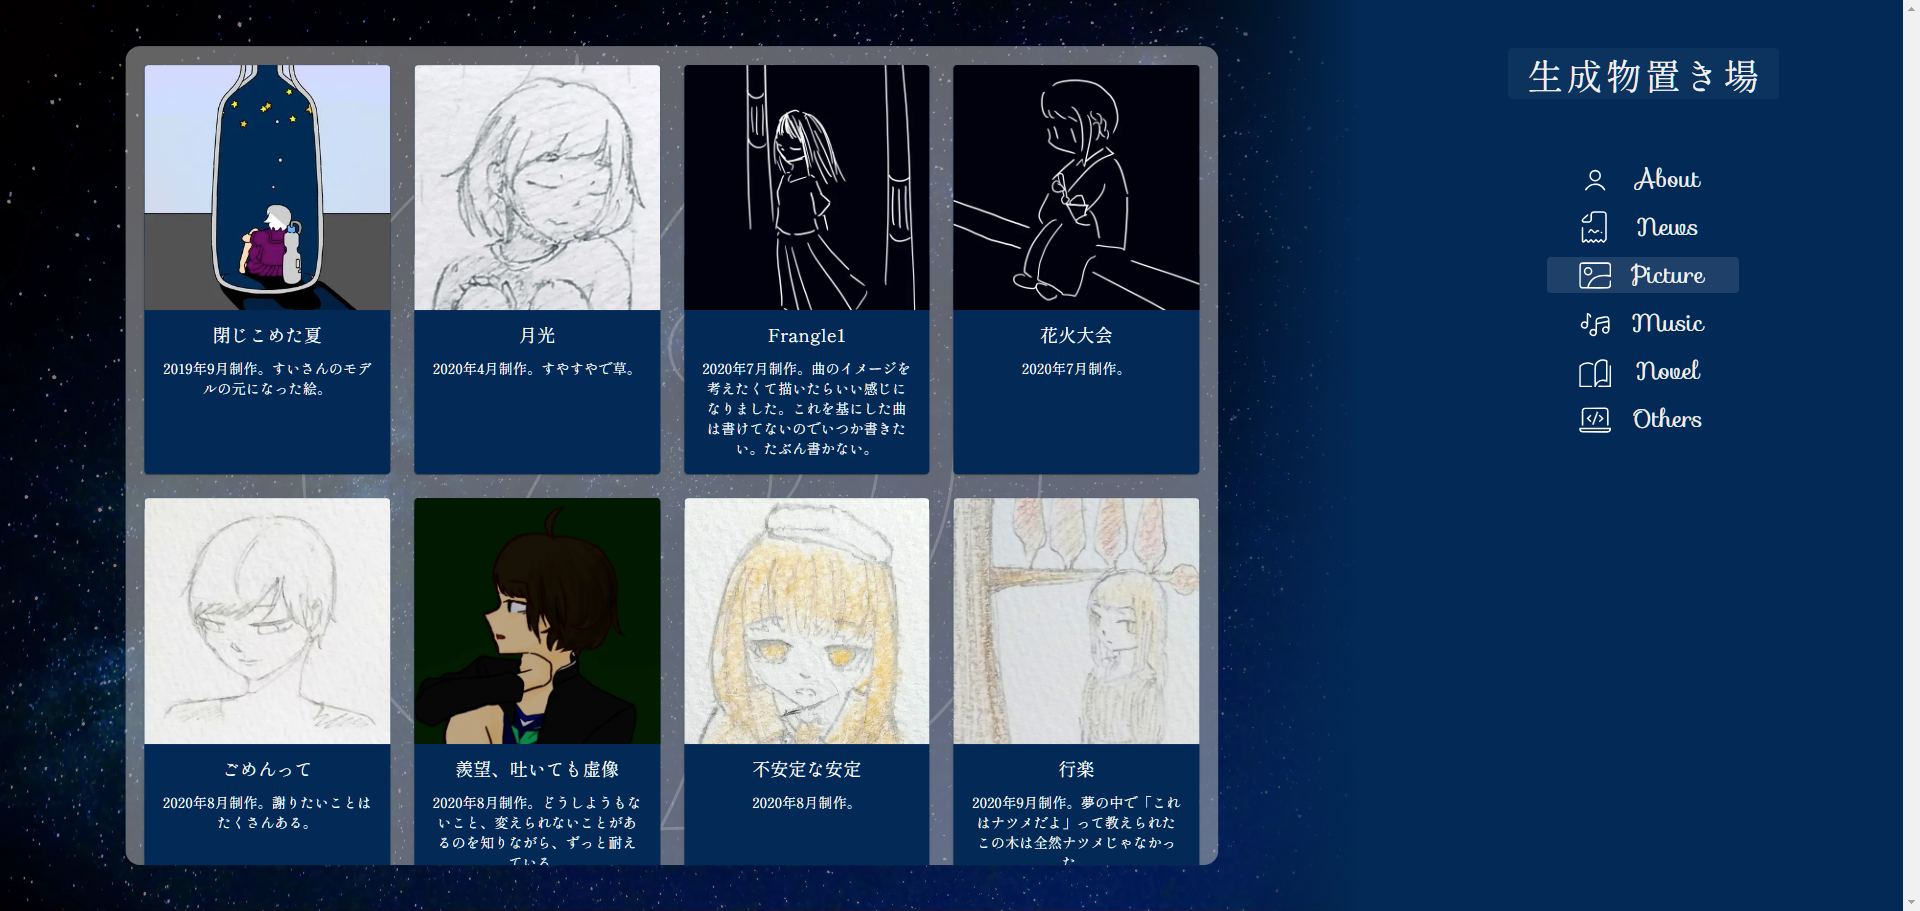 生成物置き場
About
News
Picture
Music
Novel
Others
閉じこめた夏
2019年9月制作。すいさんのモデ
ルの元になった絵。
月光
2020年4月制作。すやすやで草。
Frangle1
2020年7月制作。曲のイメージを
考えたくて描いたらいい感じに
なりました。これを基にした曲
は書けてないのでいつか書きた
い。たぶん書かない。
花火大会
2020年7月制作。
ごめんって
2020年8月制作。謝りたいことは
たくさんある。
羨望、吐いても虚像
2020年8月制作。どうしようもな
いこと、変えられないことがあ
るのを知りながら、ずっと耐え
ている
不安定な安定
2020年8月制作。
行楽
2020年9月制作。夢の中で「これ
はナツメだよ」って教えられた
この木は全然ナツメじゃなかっ
た